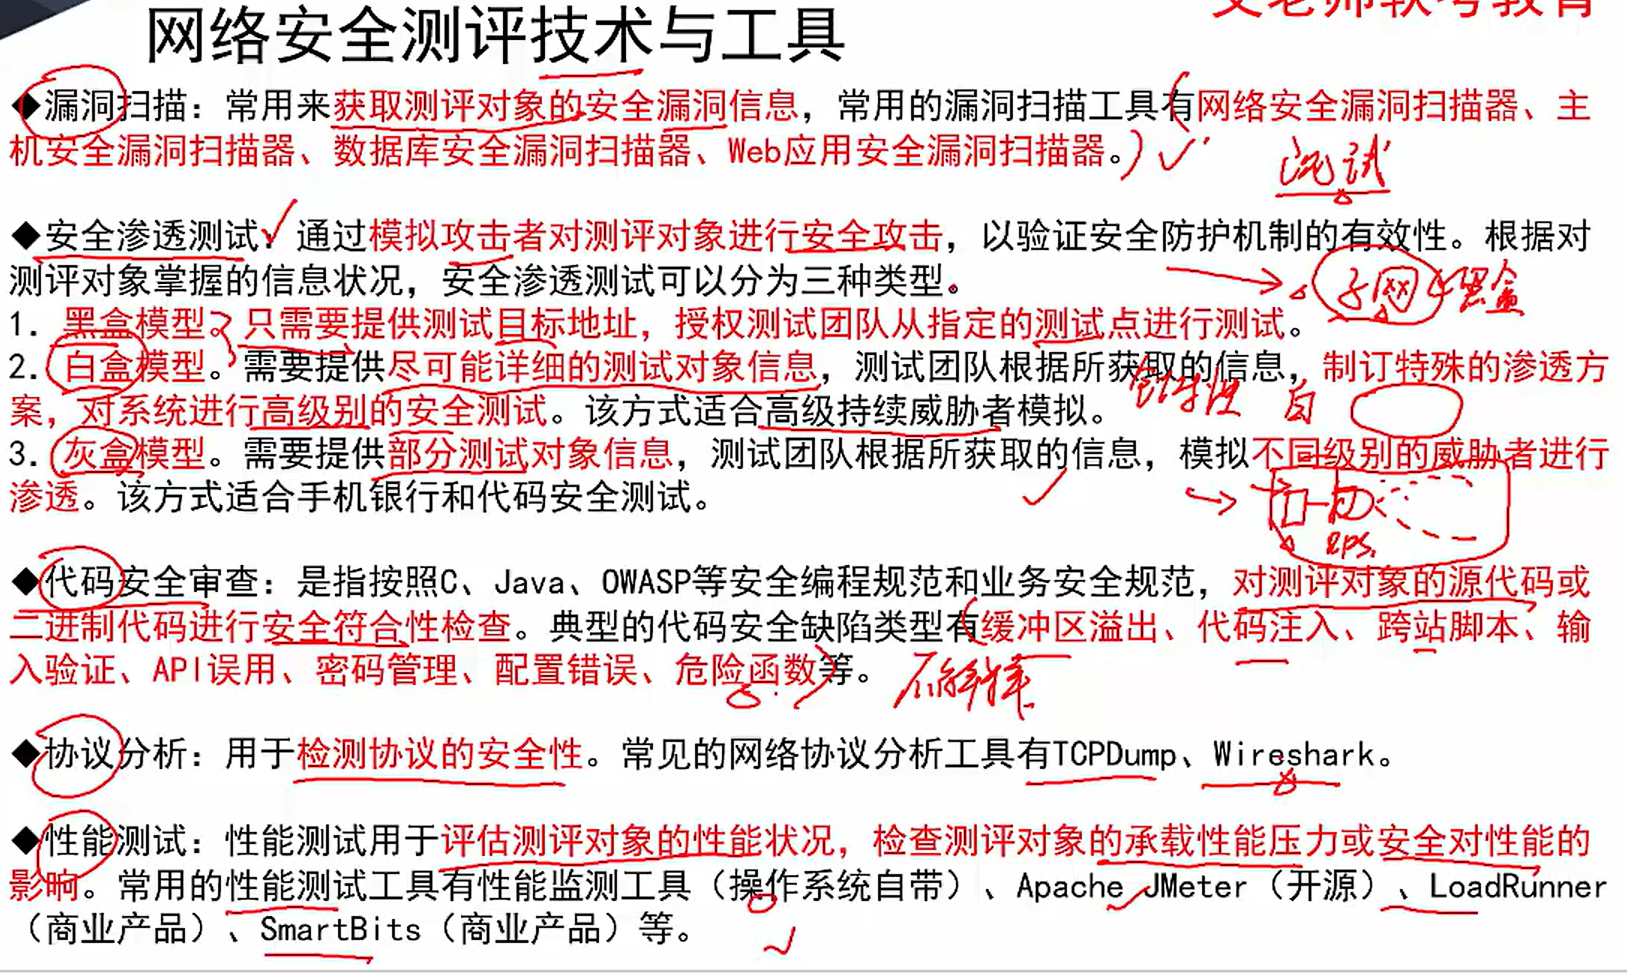 网络安全测评技术与工具
◆漏洞扫描：常用来获取测评对象的安全漏洞信息，常用的漏洞扫描工具有网络安全漏洞扫描器、主
机安全漏洞扫描器、数据库安全漏洞扫描器、Web应用安全漏洞扫描器。
测试
◆安全渗透测试：通过模拟攻击者对测评对象进行安全攻击，以验证安全防护机制的有效性。根据对
测评对象掌握的信息状况，安全渗透测试可以分为三种类型。
黑盒
1. 黑盒模型。只需要提供测试目标地址，授权测试团队从指定的测试点进行测试。
2. 白盒模型。需要提供尽可能详细的测试对象信息，测试团队根据所获取的信息，制订特殊的渗透方
案，对系统进行高级别的安全测试。该方式适合高级持续威胁者模拟。
白
3. 灰盒模型。需要提供部分测试对象信息，测试团队根据所获取的信息，模拟不同级别的威胁者进行
渗透。该方式适合手机银行和代码安全测试。
◆代码安全审查：是指按照C、Java、OWASP等安全编程规范和业务安全规范，对测评对象的源代码或
二进制代码进行安全符合性检查。典型的代码安全缺陷类型有缓冲区溢出、代码注入、跨站脚本、输
入验证、API误用、密码管理、配置错误、危险函数等。
◆协议分析：用于检测协议的安全性。常见的网络协议分析工具有TCPDump、Wireshark。
◆性能测试：性能测试用于评估测评对象的性能状况，检查测评对象的承载性能压力或安全对性能的
影响。常用的性能测试工具有性能监测工具（操作系统自带）、Apache JMeter（开源）、LoadRunner
（商业产品）、SmartBits（商业产品）等。